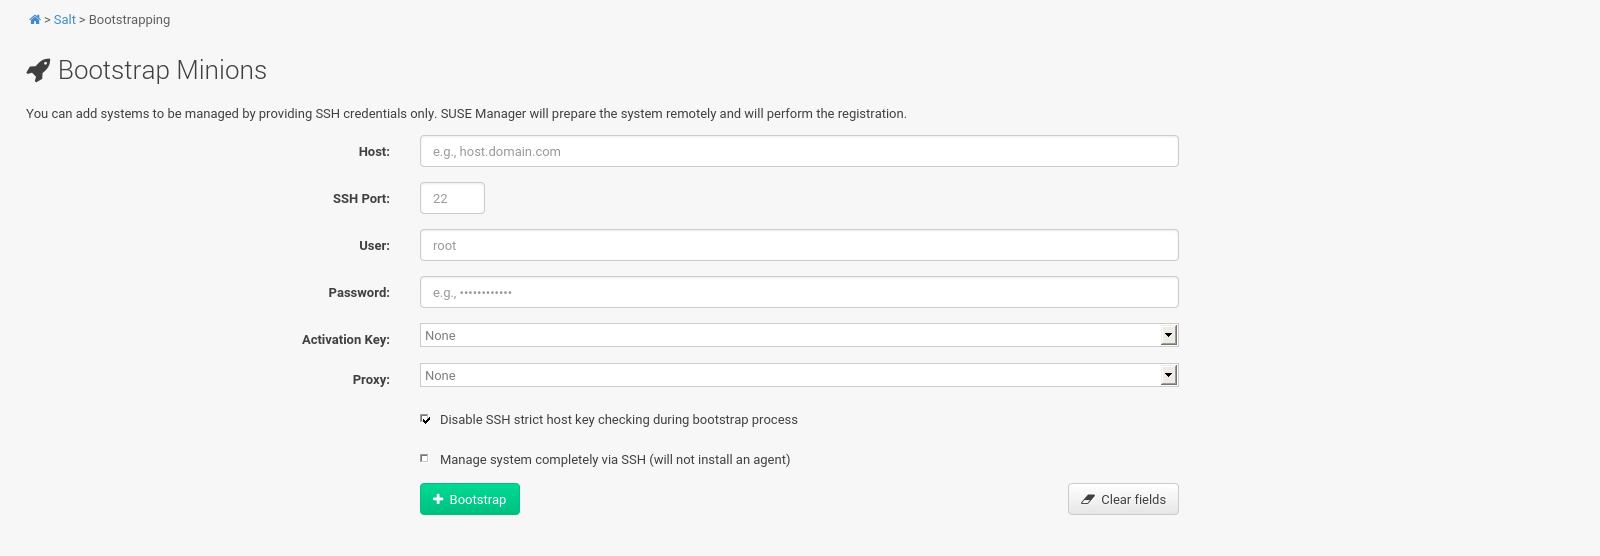 > Salt > Bootstrapping
Bootstrap Minions
You can add systems to be managed by providing SSH credentials only. SUSE Manager will prepare the system remotely and will perform the registration.
Host: e.g., host.domain.com
SSH Port: 22
User: root
Password: e.g., ••••••••••••
Activation Key: None
Proxy: None
Disable SSH strict host key checking during bootstrap process
Manage system completely via SSH (will not install an agent)
Bootstrap Clear fields